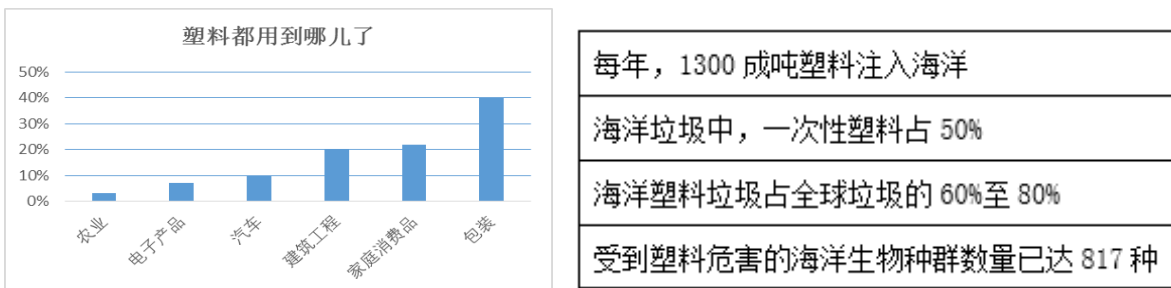 塑料都用到哪儿了
50%
40%
30%
20%
10%
0%
农业
电子产品
汽车
建筑工程
家庭消费品
包装
每年，1300 成吨塑料注入海洋
海洋垃圾中，一次性塑料占 50%
海洋塑料垃圾占全球垃圾的 60%至 80%
受到塑料危害的海洋生物种群数量已达 817 种